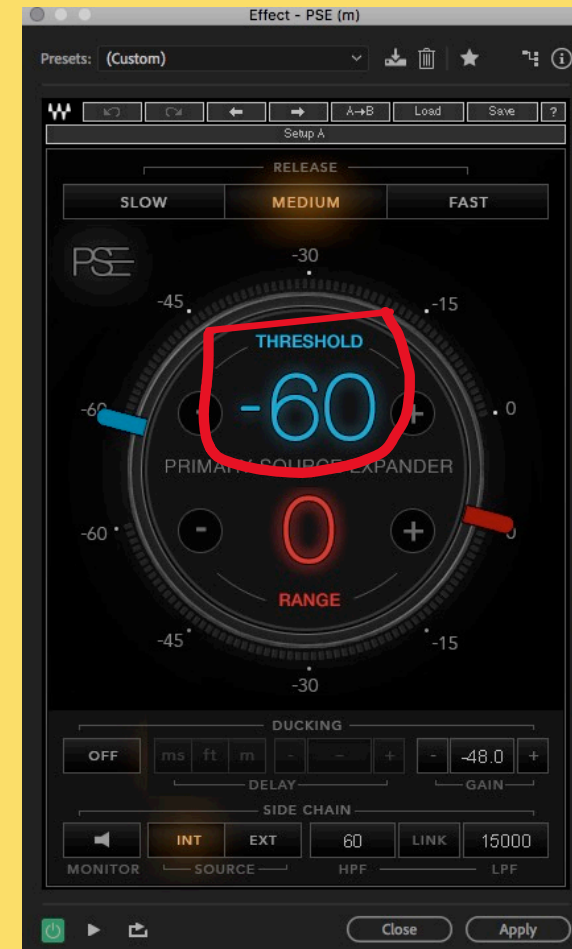 Effect - PSE (m)
Presets: (Custom)
A→B Load Save ?
Setup A
RELEASE
SLOW MEDIUM FAST
PSE
-30
-45 -15
THRESHOLD
-60 - -60 + 0
PRIMARY SOURCE EXPANDER
-60 - 0 + 0
RANGE
-45 -15
-30
DUCKING
OFF ms ft m - - + - -48.0 +
DELAY GAIN
SIDE CHAIN
INT EXT 60 LINK 15000
MONITOR SOURCE HPF LPF
Close Apply